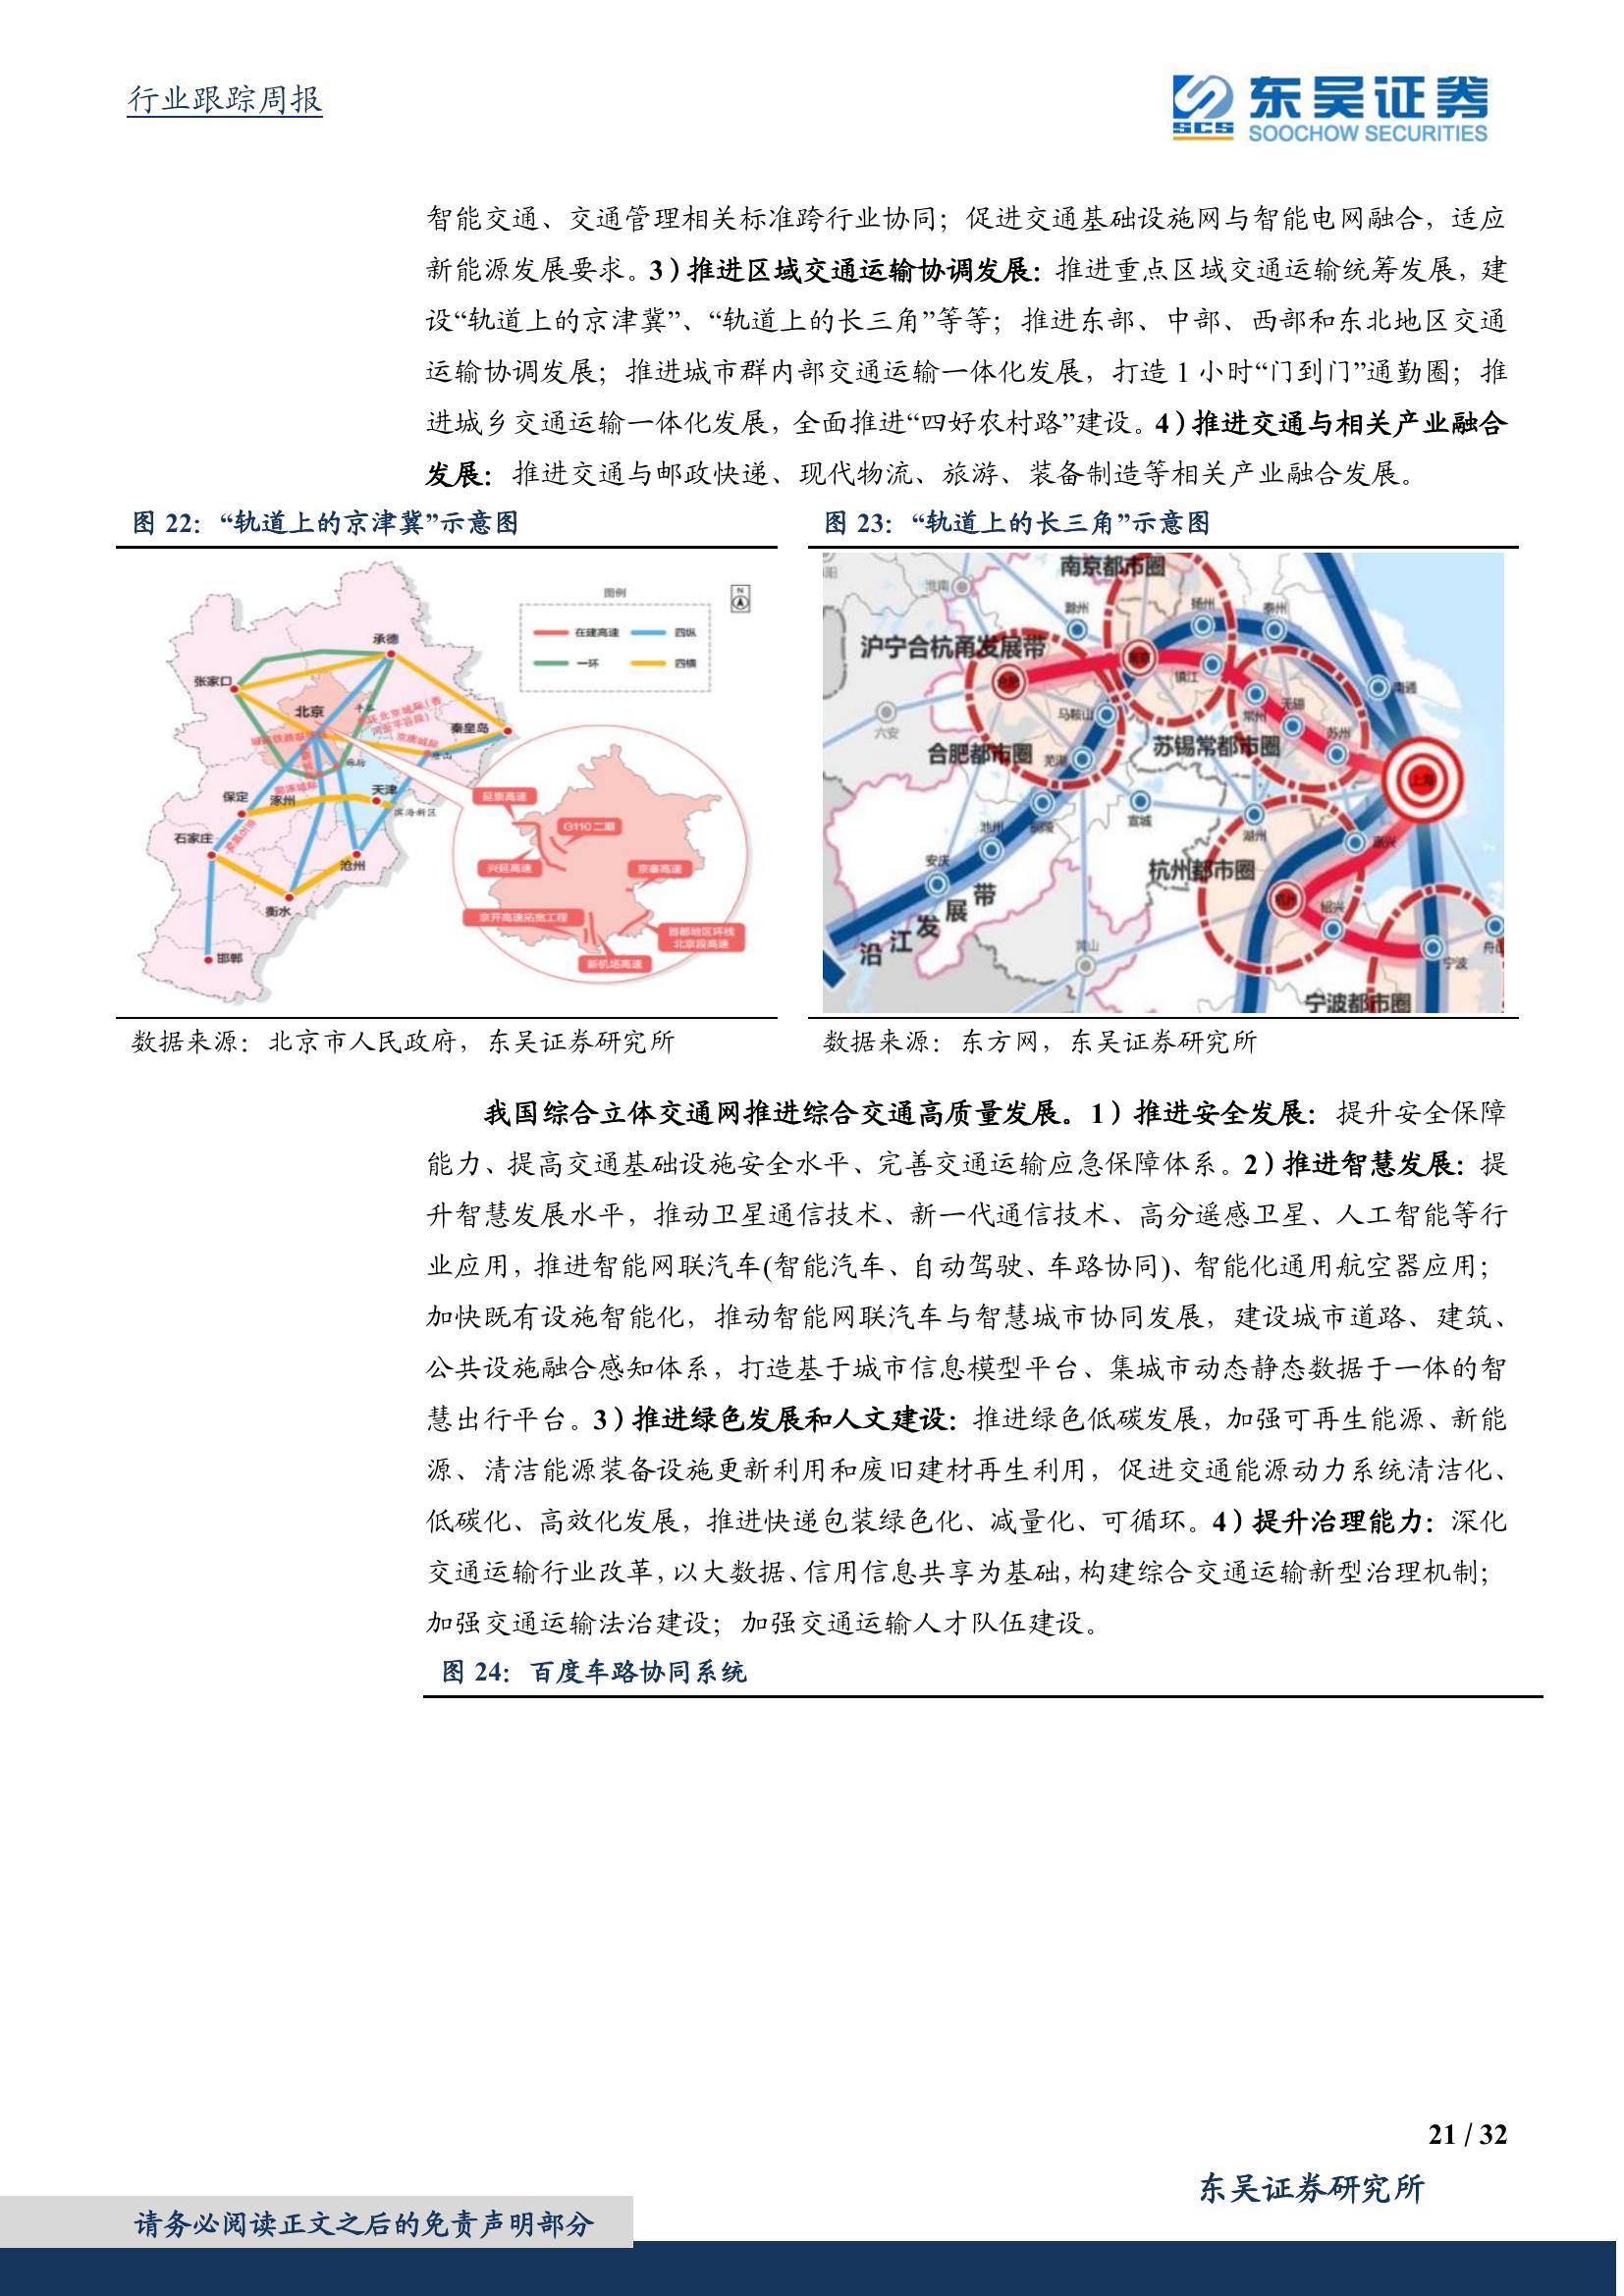 行业跟踪周报
SCS
东吴证券
SOOCHOW SECURITIES
智能交通、交通管理相关标准跨行业协同；促进交通基础设施网与智能电网融合，适应
新能源发展要求。3）推进区域交通运输协调发展：推进重点区域交通运输统筹发展，建
设“轨道上的京津冀”、“轨道上的长三角”等等；推进东部、中部、西部和东北地区交通
运输协调发展；推进城市群内部交通运输一体化发展，打造 1 小时“门到门”通勤圈；推
进城乡交通运输一体化发展，全面推进“四好农村路”建设。4）推进交通与相关产业融合
发展：推进交通与邮政快递、现代物流、旅游、装备制造等相关产业融合发展。
图 22：“轨道上的京津冀”示意图
图例
N
在建高速
四纵
一环
四横
承德
张家口
北京
秦皇岛
京唐城际
保定
涿州
天津
滨海新区
石家庄
沧州
衡水
邯郸
延崇高速
G110二期
兴延高速
京秦高速
京开高速拓宽工程
首都地区环线
北京段高速
新机场高速
数据来源：北京市人民政府，东吴证券研究所
图 23：“轨道上的长三角”示意图
南京都市圈
淮南
滁州
扬州
泰州
沪宁合杭甬发展带
合肥
南京
镇江
南通
六安
马鞍山
常州
无锡
苏州
合肥都市圈
芜湖
苏锡常都市圈
上海
池州
铜陵
宣城
湖州
嘉兴
安庆
杭州都市圈
杭州
绍兴
沿江发展带
黄山
宁波
舟山
宁波都市圈
数据来源：东方网，东吴证券研究所
我国综合立体交通网推进综合交通高质量发展。1）推进安全发展：提升安全保障
能力、提高交通基础设施安全水平、完善交通运输应急保障体系。2）推进智慧发展：提
升智慧发展水平，推动卫星通信技术、新一代通信技术、高分遥感卫星、人工智能等行
业应用，推进智能网联汽车(智能汽车、自动驾驶、车路协同)、智能化通用航空器应用；
加快既有设施智能化，推动智能网联汽车与智慧城市协同发展，建设城市道路、建筑、
公共设施融合感知体系，打造基于城市信息模型平台、集城市动态静态数据于一体的智
慧出行平台。3）推进绿色发展和人文建设：推进绿色低碳发展，加强可再生能源、新能
源、清洁能源装备设施更新利用和废旧建材再生利用，促进交通能源动力系统清洁化、
低碳化、高效化发展，推进快递包装绿色化、减量化、可循环。4）提升治理能力：深化
交通运输行业改革，以大数据、信用信息共享为基础，构建综合交通运输新型治理机制；
加强交通运输法治建设；加强交通运输人才队伍建设。
图 24：百度车路协同系统
21 / 32
东吴证券研究所
请务必阅读正文之后的免责声明部分